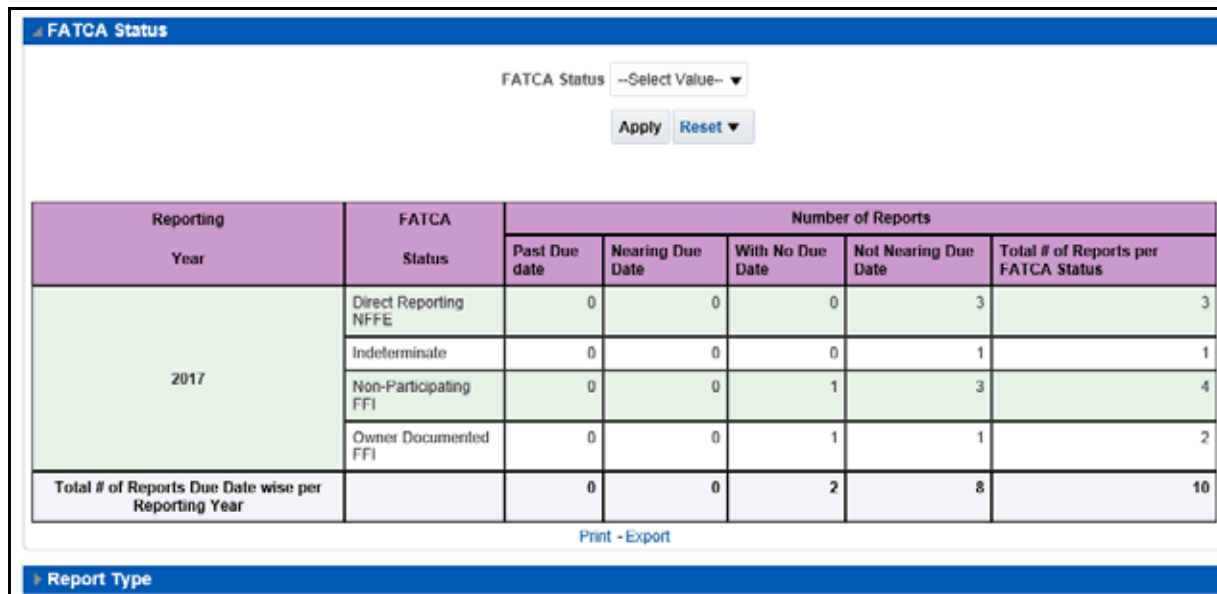 FATCA Status
FATCA Status --Select Value--
Apply Reset
Reporting Year FATCA Status Number of Reports
Past Due date Nearing Due Date With No Due Date Not Nearing Due Date Total # of Reports per FATCA Status
2017
Direct Reporting NFFE 0 0 0 3 3
Indeterminate 0 0 0 1 1
Non-Participating FFI 0 0 1 3 4
Owner Documented FFI 0 0 1 1 2
Total # of Reports Due Date wise per Reporting Year 0 0 2 8 10
Print - Export
Report Type